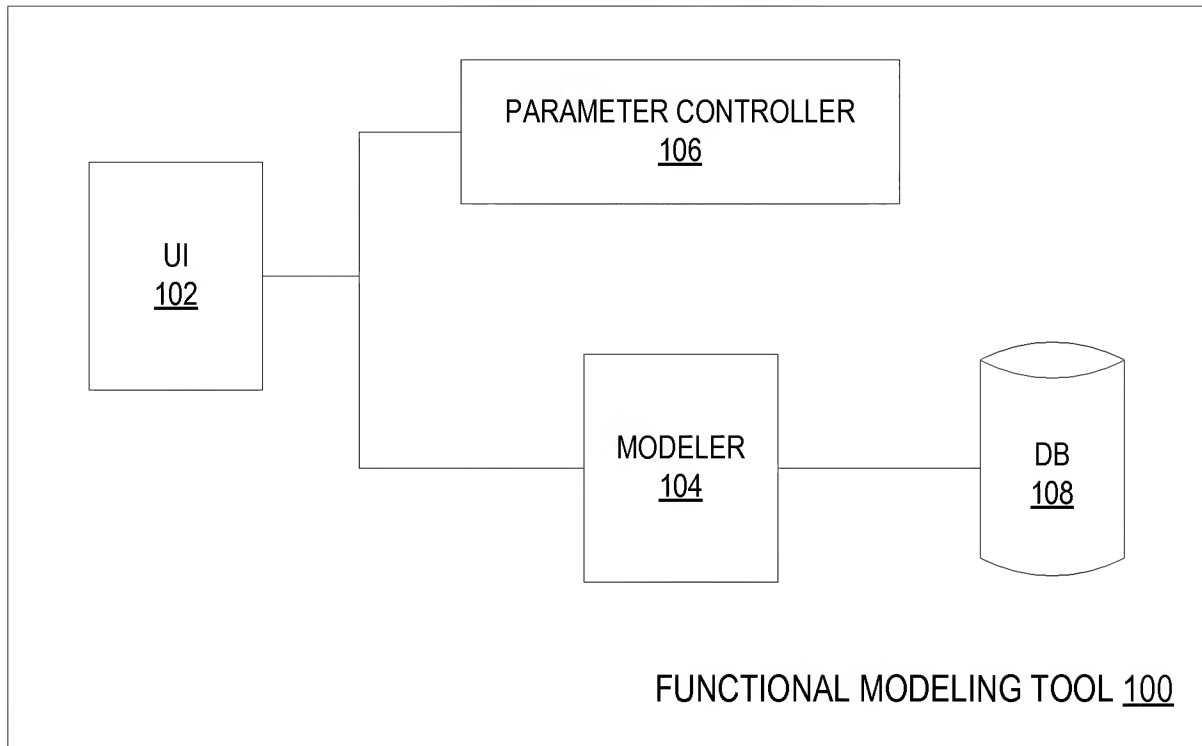 PARAMETER CONTROLLER
106
UI
102
MODELER
104
DB
108
FUNCTIONAL MODELING TOOL 100